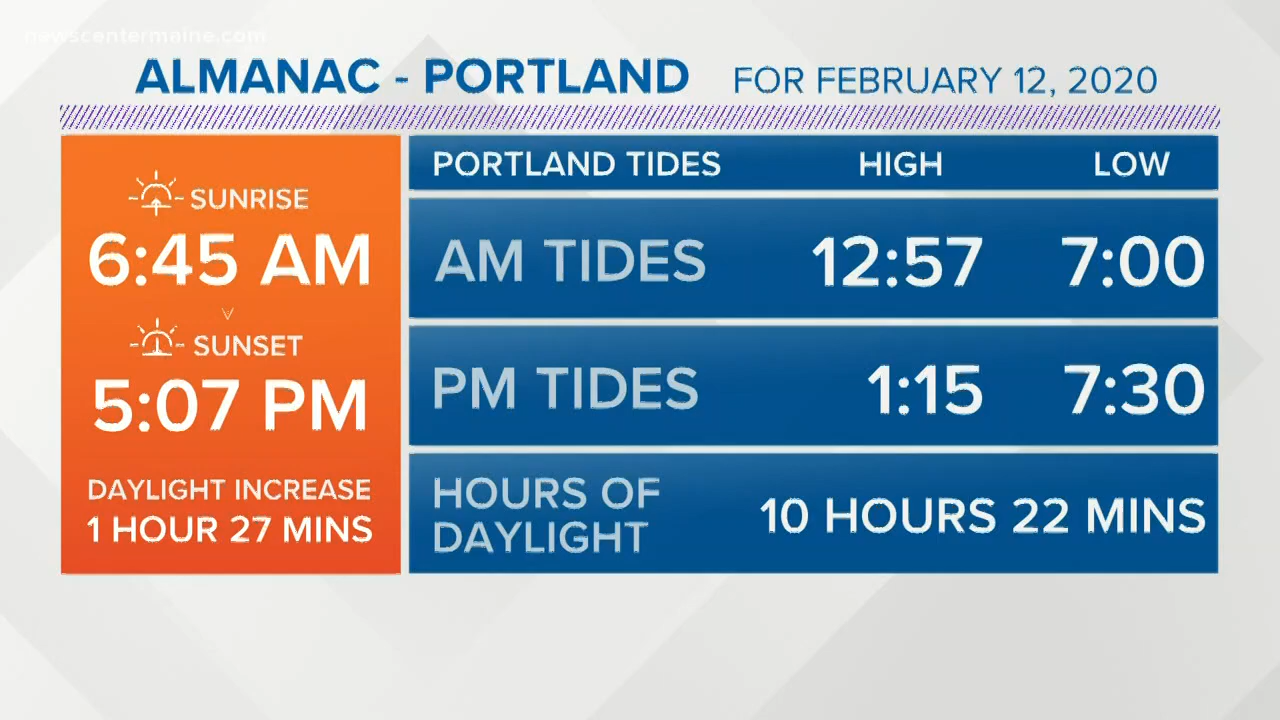 newscentermaine.com
ALMANAC - PORTLAND FOR FEBRUARY 12, 2020
SUNRISE
6:45 AM
SUNSET
5:07 PM
DAYLIGHT INCREASE
1 HOUR 27 MINS
PORTLAND TIDES HIGH LOW
AM TIDES 12:57 7:00
PM TIDES 1:15 7:30
HOURS OF
DAYLIGHT
10 HOURS 22 MINS